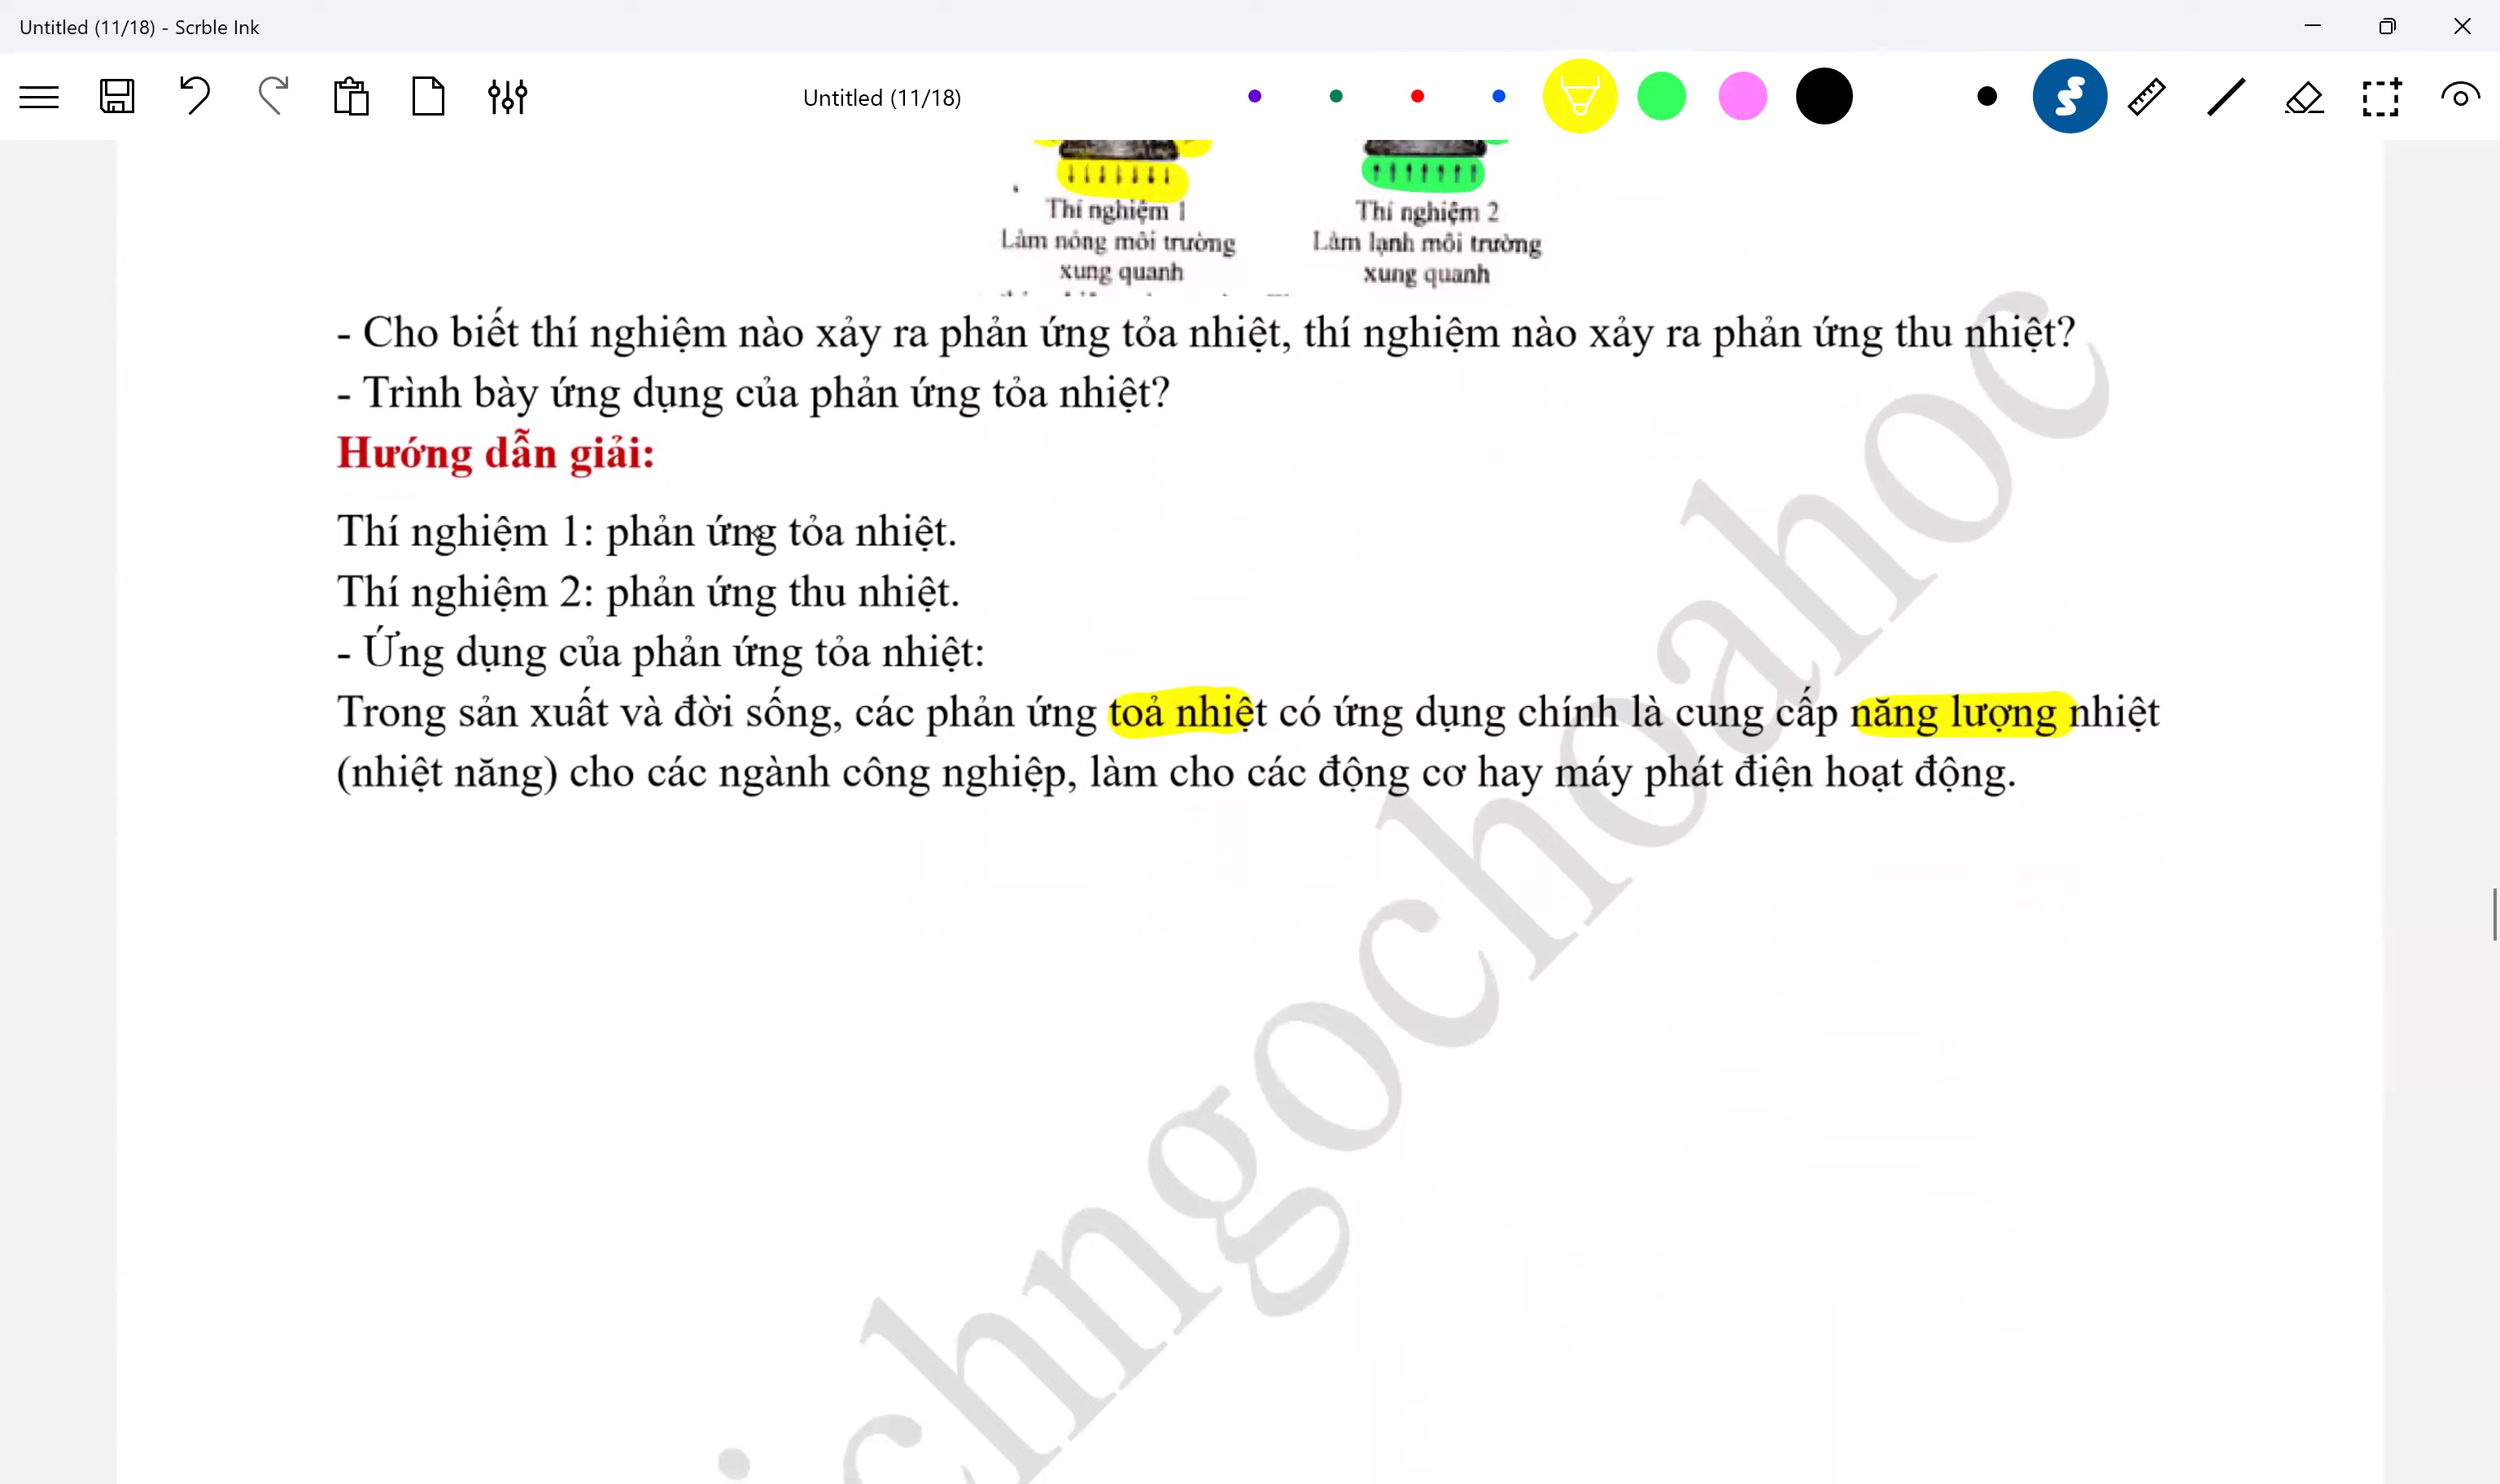 Untitled (11/18) - Scrble Ink
Untitled (11/18)
Thí nghiệm 1
Làm nóng môi trường
xung quanh
Thí nghiệm 2
Làm lạnh môi trường
xung quanh
- Cho biết thí nghiệm nào xảy ra phản ứng tỏa nhiệt, thí nghiệm nào xảy ra phản ứng thu nhiệt?
- Trình bày ứng dụng của phản ứng tỏa nhiệt?
Hướng dẫn giải:
Thí nghiệm 1: phản ứng tỏa nhiệt.
Thí nghiệm 2: phản ứng thu nhiệt.
- Ứng dụng của phản ứng tỏa nhiệt:
Trong sản xuất và đời sống, các phản ứng toả nhiệt có ứng dụng chính là cung cấp năng lượng nhiệt
(nhiệt năng) cho các ngành công nghiệp, làm cho các động cơ hay máy phát điện hoạt động.
ichngochoahoc